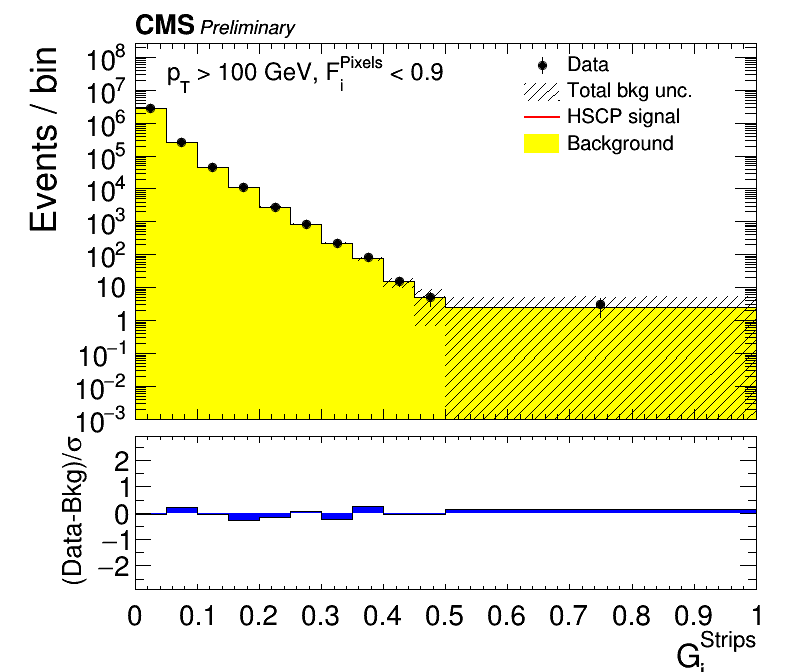 CMS Preliminary
p_T > 100 GeV, F_i^Pixels < 0.9
Data
Total bkg unc.
HSCP signal
Background
Events / bin
10^8
10^7
10^6
10^5
10^4
10^3
10^2
10
1
10^−1
10^−2
10^−3
(Data-Bkg)/σ
2
1
0
−1
−2
0 0.1 0.2 0.3 0.4 0.5 0.6 0.7 0.8 0.9 1
G_i^Strips